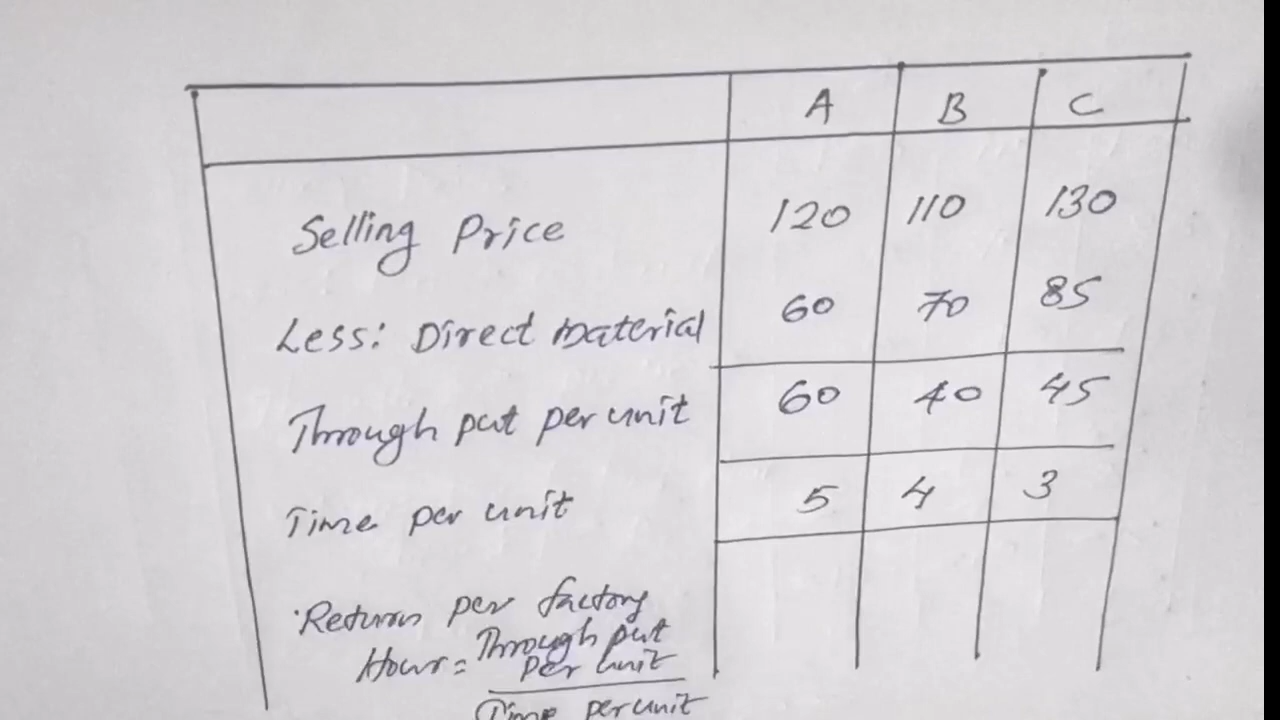 A B C
Selling Price 120 110 130
Less: Direct material 60 70 85
Through put per unit 60 40 45
Time per unit 5 4 3
Return per factory
Hour = Through put
per unit
Time per unit